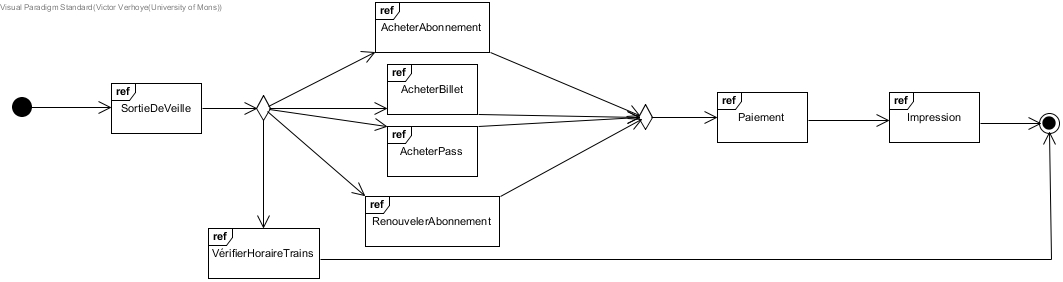 Visual Paradigm Standard(Victor Verhoye(University of Mons))
ref
AcheterAbonnement
ref
AcheterBillet
ref
SortieDeVeille
ref
Paiement
ref
Impression
ref
AcheterPass
ref
RenouvelerAbonnement
ref
VérifierHoraireTrains